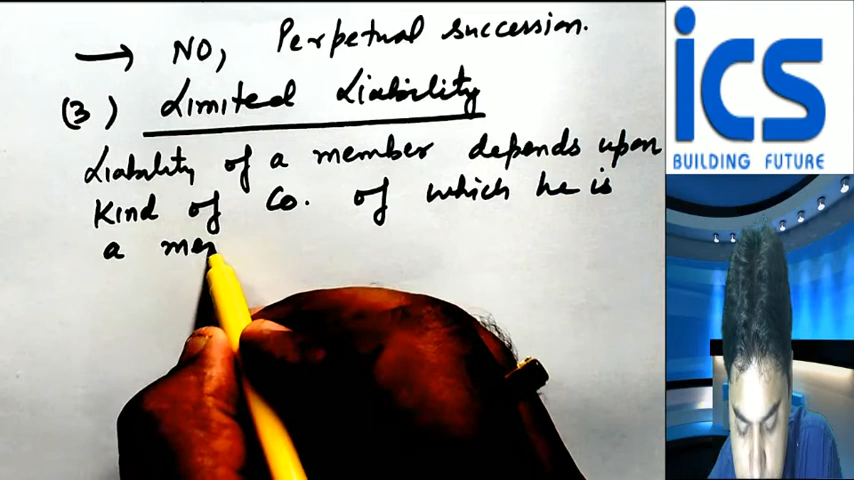 → NO, Perpetual succession.
(3) Limited Liability
Liability of a member depends upon
Kind of Co. of which he is
a mem
ics
BUILDING FUTURE